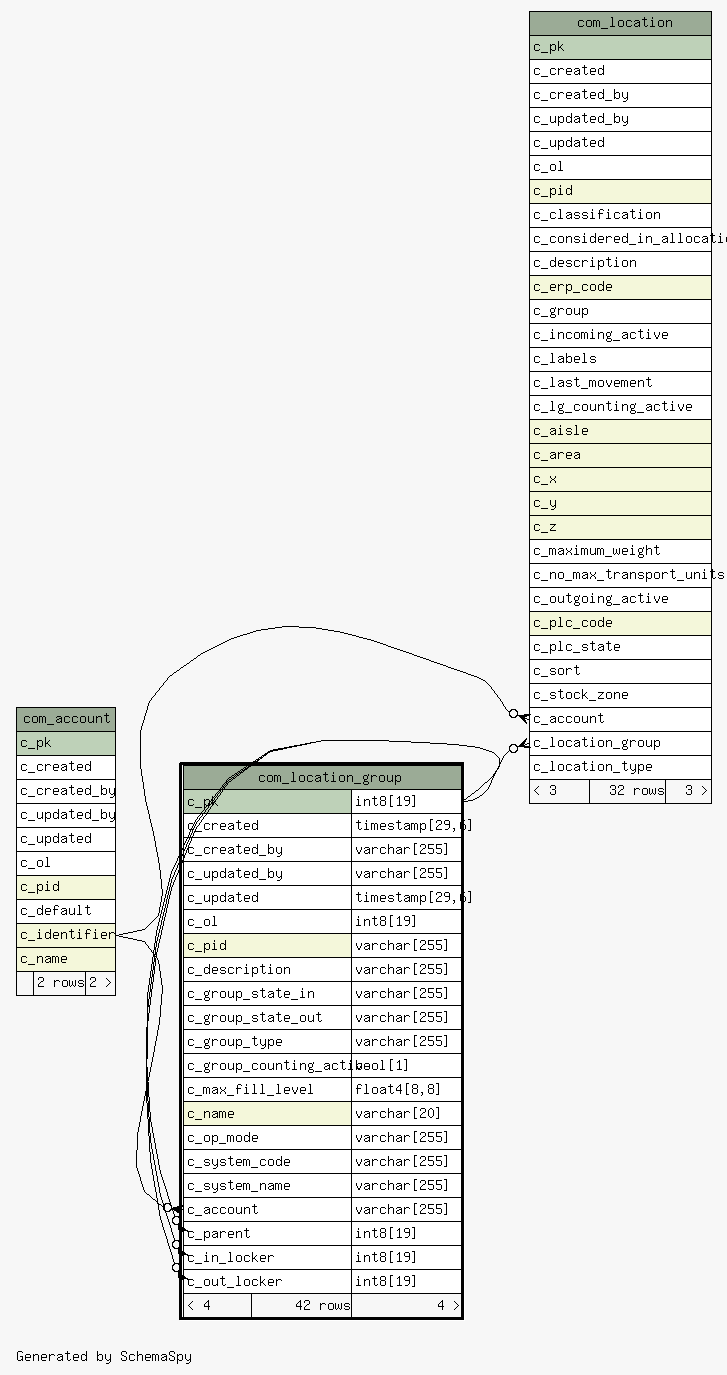 com_location
c_pk
c_created
c_created_by
c_updated_by
c_updated
c_ol
c_pid
c_classification
c_considered_in_allocati
c_description
c_erp_code
c_group
c_incoming_active
c_labels
c_last_movement
c_lg_counting_active
c_aisle
c_area
c_x
c_y
c_z
c_maximum_weight
c_no_max_transport_units
c_outgoing_active
c_plc_code
c_plc_state
c_sort
c_stock_zone
c_account
c_location_group
c_location_type
< 3 32 rows 3 >
com_account
c_pk
c_created
c_created_by
c_updated_by
c_updated
c_ol
c_pid
c_default
c_identifier
c_name
2 rows 2 >
com_location_group
c_pk int8[19]
c_created timestamp[29,6]
c_created_by varchar[255]
c_updated_by varchar[255]
c_updated timestamp[29,6]
c_ol int8[19]
c_pid varchar[255]
c_description varchar[255]
c_group_state_in varchar[255]
c_group_state_out varchar[255]
c_group_type varchar[255]
c_group_counting_active bool[1]
c_max_fill_level float4[8,8]
c_name varchar[20]
c_op_mode varchar[255]
c_system_code varchar[255]
c_system_name varchar[255]
c_account varchar[255]
c_parent int8[19]
c_in_locker int8[19]
c_out_locker int8[19]
< 4 42 rows 4 >
Generated by SchemaSpy